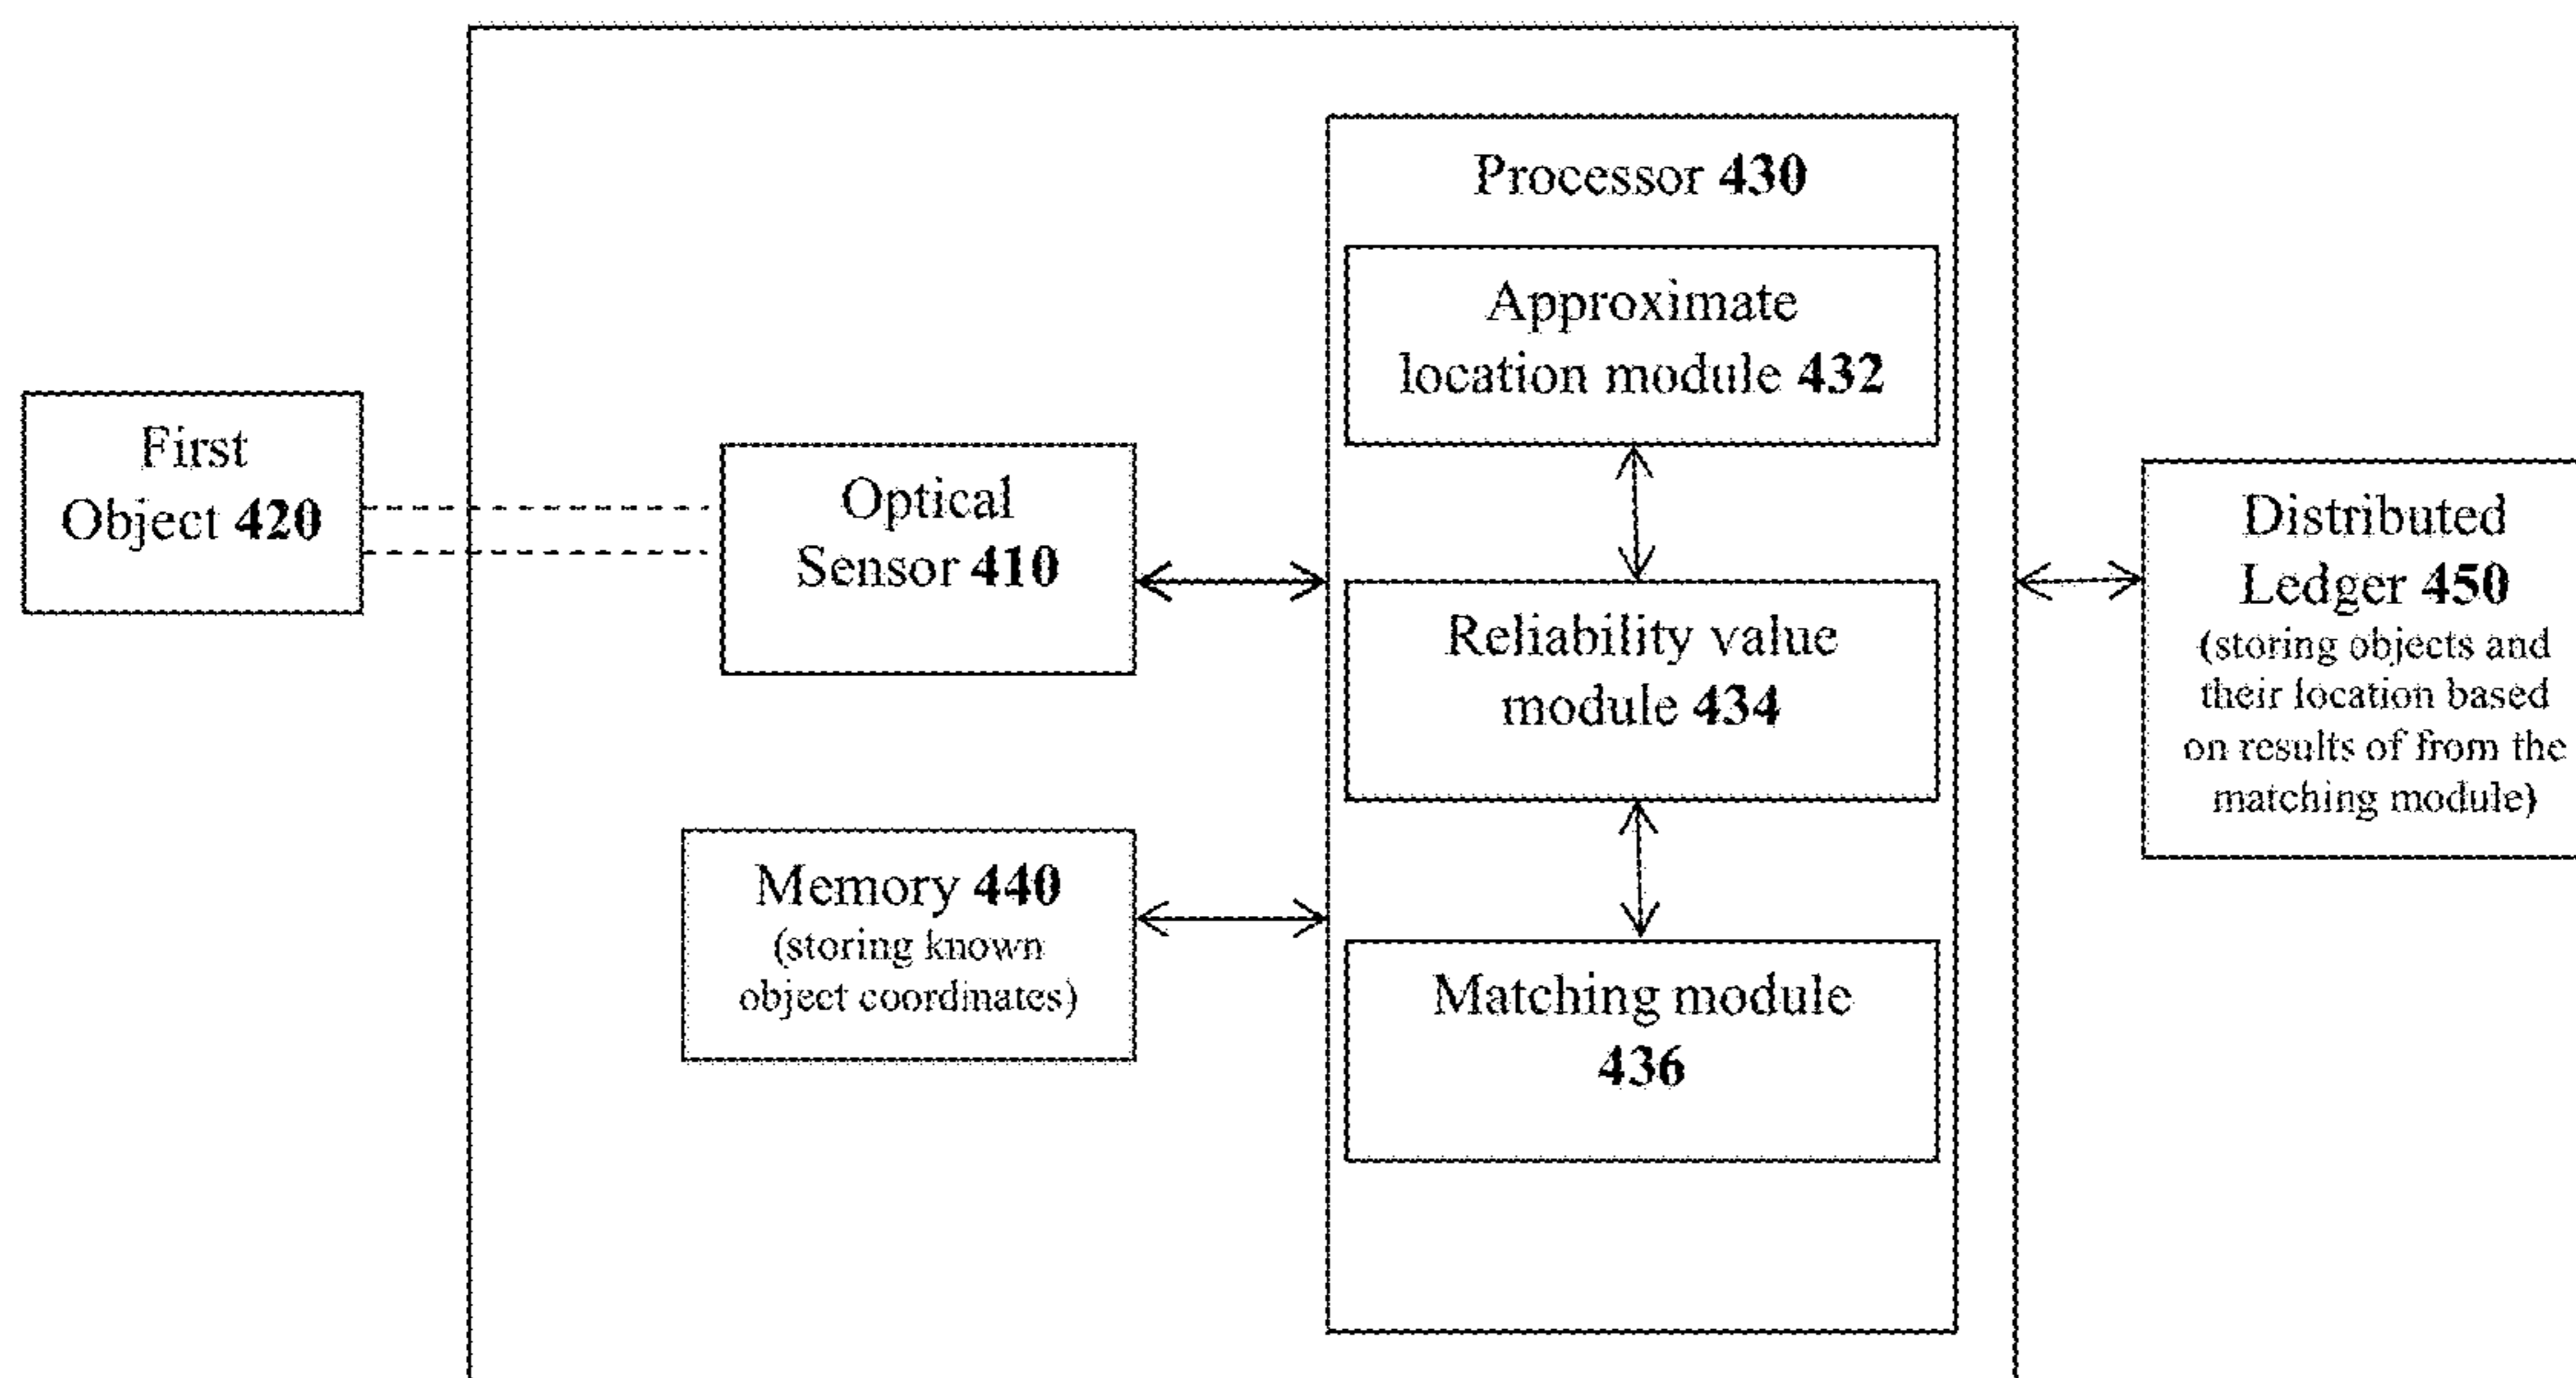 First
Object 420
Optical
Sensor 410
Memory 440
(storing known
object coordinates)
Processor 430
Approximate
location module 432
Reliability value
module 434
Matching module
436
Distributed
Ledger 450
(storing objects and
their location based
on results of from the
matching module)